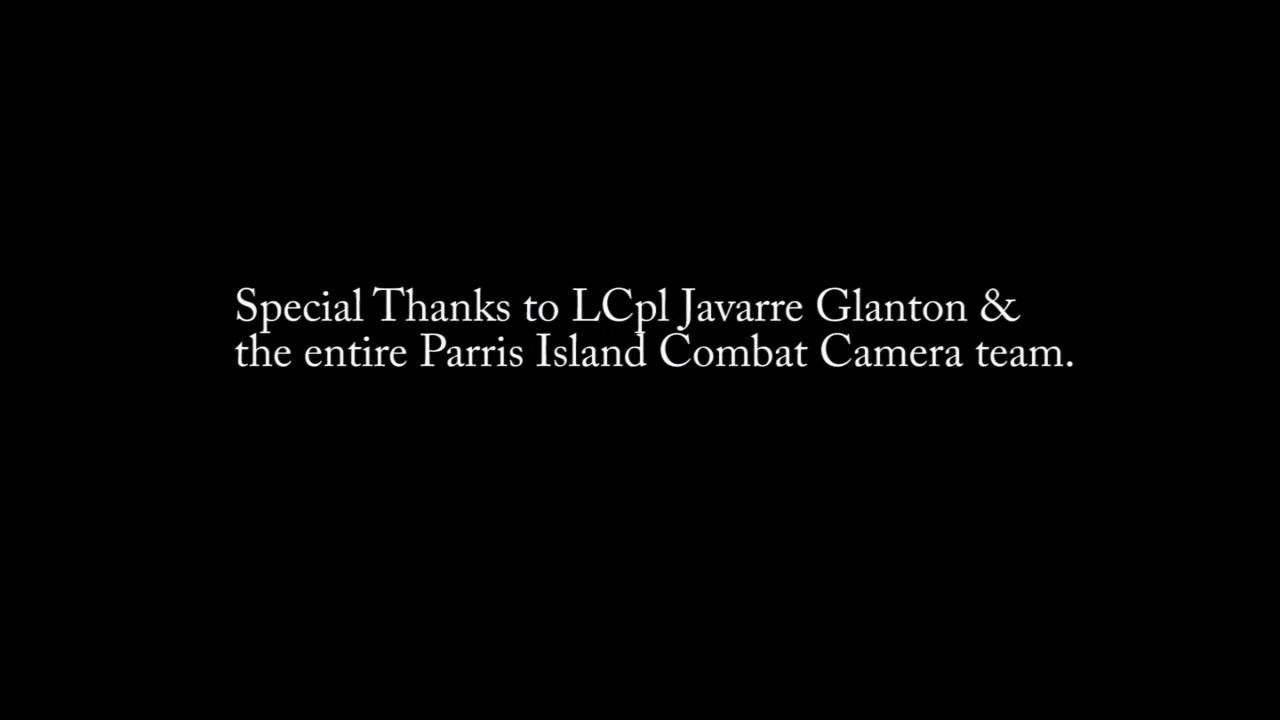 Special Thanks to LCpl Javarre Glanton &
the entire Parris Island Combat Camera team.